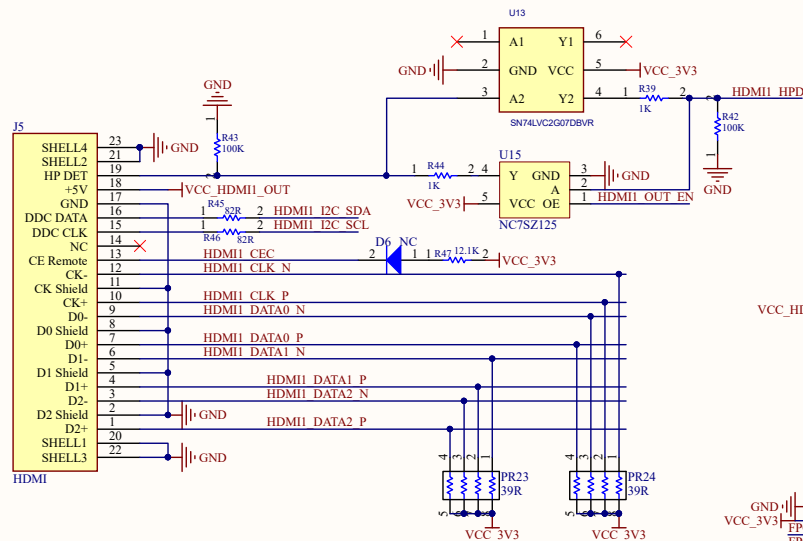 U13
1 A1 Y1 6
GND 2 GND VCC 5 VCC_3V3
3 A2 Y2 4 1 R39 2 HDMI1_HPD
1K
SN74LVC2G07DBVR
R42
100K
1
GND
GND
1
R43
100K
J5
SHELL4 23
SHELL2 21 GND
HP DET 19
+5V 18 VCC_HDMI1_OUT
GND 17
DDC DATA 16 1 R45 82R 2 HDMI1_I2C_SDA
DDC CLK 15 1 R46 82R 2 HDMI1_I2C_SCL
NC 14
CE Remote 13 HDMI1_CEC
CK- 12 HDMI1_CLK_N
CK Shield 11
CK+ 10 HDMI1_CLK_P
D0- 9 HDMI1_DATA0_N
D0 Shield 8
D0+ 7 HDMI1_DATA0_P
D1- 6 HDMI1_DATA1_N
D1 Shield 5
D1+ 4 HDMI1_DATA1_P
D2- 3 HDMI1_DATA2_N
D2 Shield 2 GND
D2+ 1 HDMI1_DATA2_P
SHELL1 20
SHELL3 22 GND
HDMI
U15
1 R44 2 4 Y GND 3 GND
1K
A 2
VCC_3V3 5 VCC OE 1 HDMI1_OUT_EN
NC7SZ125
D6 NC
2 1 1 R47 12.1K 2 VCC_3V3
4 3 2 1
PR23
39R
5
VCC_3V3
4 3 2 1
PR24
39R
5
VCC_3V3
GND
VCC_3V3